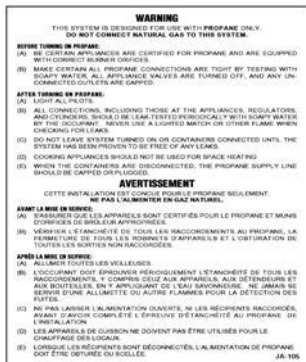 WARNING
THIS SYSTEM IS DESIGNED FOR USE WITH PROPANE ONLY.
DO NOT CONNECT NATURAL GAS TO THIS SYSTEM.
BEFORE TURNING ON PROPANE:
(A) BE CERTAIN APPLIANCES ARE CERTIFIED FOR PROPANE AND ARE EQUIPPED
WITH CORRECT BURNER ORIFICES.
(B) MAKE CERTAIN ALL PROPANE CONNECTIONS ARE TIGHT BY TESTING WITH
SOAPY WATER, ALL APPLIANCE VALVES ARE TURNED OFF, AND ANY UN-
CONNECTED OUTLETS ARE CAPPED.
AFTER TURNING ON PROPANE:
(A) LIGHT ALL PILOTS.
(B) ALL CONNECTIONS, INCLUDING THOSE AT THE APPLIANCES, REGULATORS,
AND CYLINDERS, SHOULD BE LEAK-TESTED PERIODICALLY WITH SOAPY WATER
BY THE OCCUPANT. NEVER USE A LIGHTED MATCH OR OTHER FLAME WHEN
CHECKING FOR LEAKS.
(C) DO NOT LEAVE SYSTEM TURNED ON OR CONTAINERS CONNECTED UNTIL THE
SYSTEM HAS BEEN PROVEN TO BE FREE OF ANY LEAKS.
(D) COOKING APPLIANCES SHOULD NOT BE USED FOR SPACE HEATING
(E) WHEN THE CONTAINERS ARE DISCONNECTED, THE PROPANE SUPPLY LINE
SHOULD BE CAPPED OR PLUGGED.
AVERTISSEMENT
CETTE INSTALLATION EST CONÇUE POUR LE PROPANE SEULEMENT.
NE PAS L'ALIMENTER EN GAZ NATUREL.
AVANT LA MISE EN SERVICE:
(A) S'ASSURER QUE LES APPAREILS SONT CERTIFIÉS POUR LE PROPANE ET MUNIS
D'ORIFICES DE BRÛLEUR APPROPRIÉS.
(B) VÉRIFIER L'ÉTANCHÉITÉ DE TOUS LES RACCORDEMENTS AU PROPANE, LA
FERMETURE DE TOUS LES ROBINETS D'APPAREILS ET L'OBTURATION DE
TOUTES LES SORTIES NON RACCORDÉES.
APRÈS LA MISE EN SERVICE:
(A) ALLUMER TOUTES LES VEILLEUSES.
(B) L'OCCUPANT DOIT ÉPROUVER PÉRIODIQUEMENT L'ÉTANCHÉITÉ DE TOUS LES
RACCORDEMENTS, Y COMPRIS CEUX AUX APPAREILS, AUX DÉTENDEURS ET
AUX BOUTEILLES, EN Y APPLIQUANT DE L'EAU SAVONNEUSE. NE JAMAIS SE
SERVIR D'UNE ALLUMETTE OU AUTRE FLAMMES POUR LA DÉTECTION DES
FUITES.
(C) NE PAS LAISSER L'ALIMENTATION OUVERTE, NI LES RÉCIPIENTS RACCORDÉS,
AVANT D'AVOIR COMPLÉTÉ L'ÉPREUVE D'ÉTANCHÉITÉ AU PROPANE DE
L'INSTALLATION
(D) LES APPAREILS DE CUISSON NE DOIVENT PAS ÊTRE UTILISÉS POUR LE
CHAUFFAGE DES LOCAUX.
(E) LORSQUE LES RÉCIPIENTS SONT DÉCONNECTÉS, L'ALIMENTATION DE PROPANE
DOIT ÊTRE OBTURÉE OU SCELLÉE.